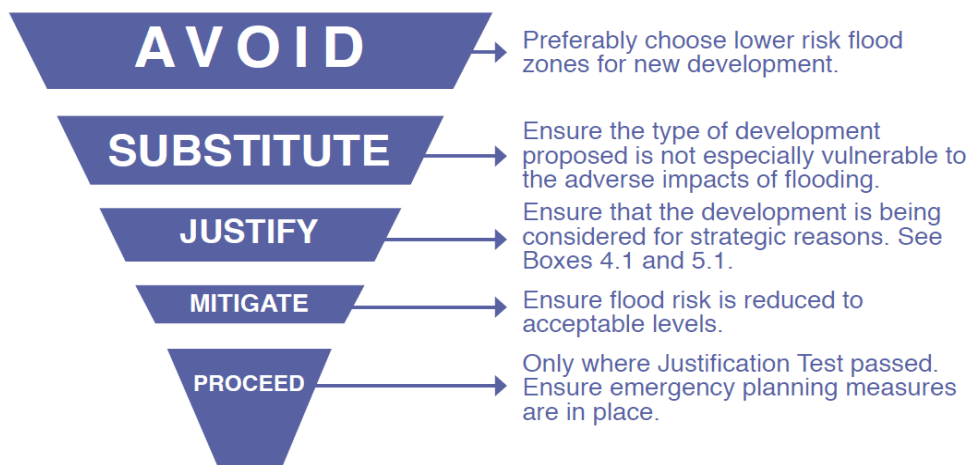 AVOID
Preferably choose lower risk flood
zones for new development.
SUBSTITUTE
Ensure the type of development
proposed is not especially vulnerable to
the adverse impacts of flooding.
JUSTIFY
Ensure that the development is being
considered for strategic reasons. See
Boxes 4.1 and 5.1.
MITIGATE
Ensure flood risk is reduced to
acceptable levels.
PROCEED
Only where Justification Test passed.
Ensure emergency planning measures
are in place.